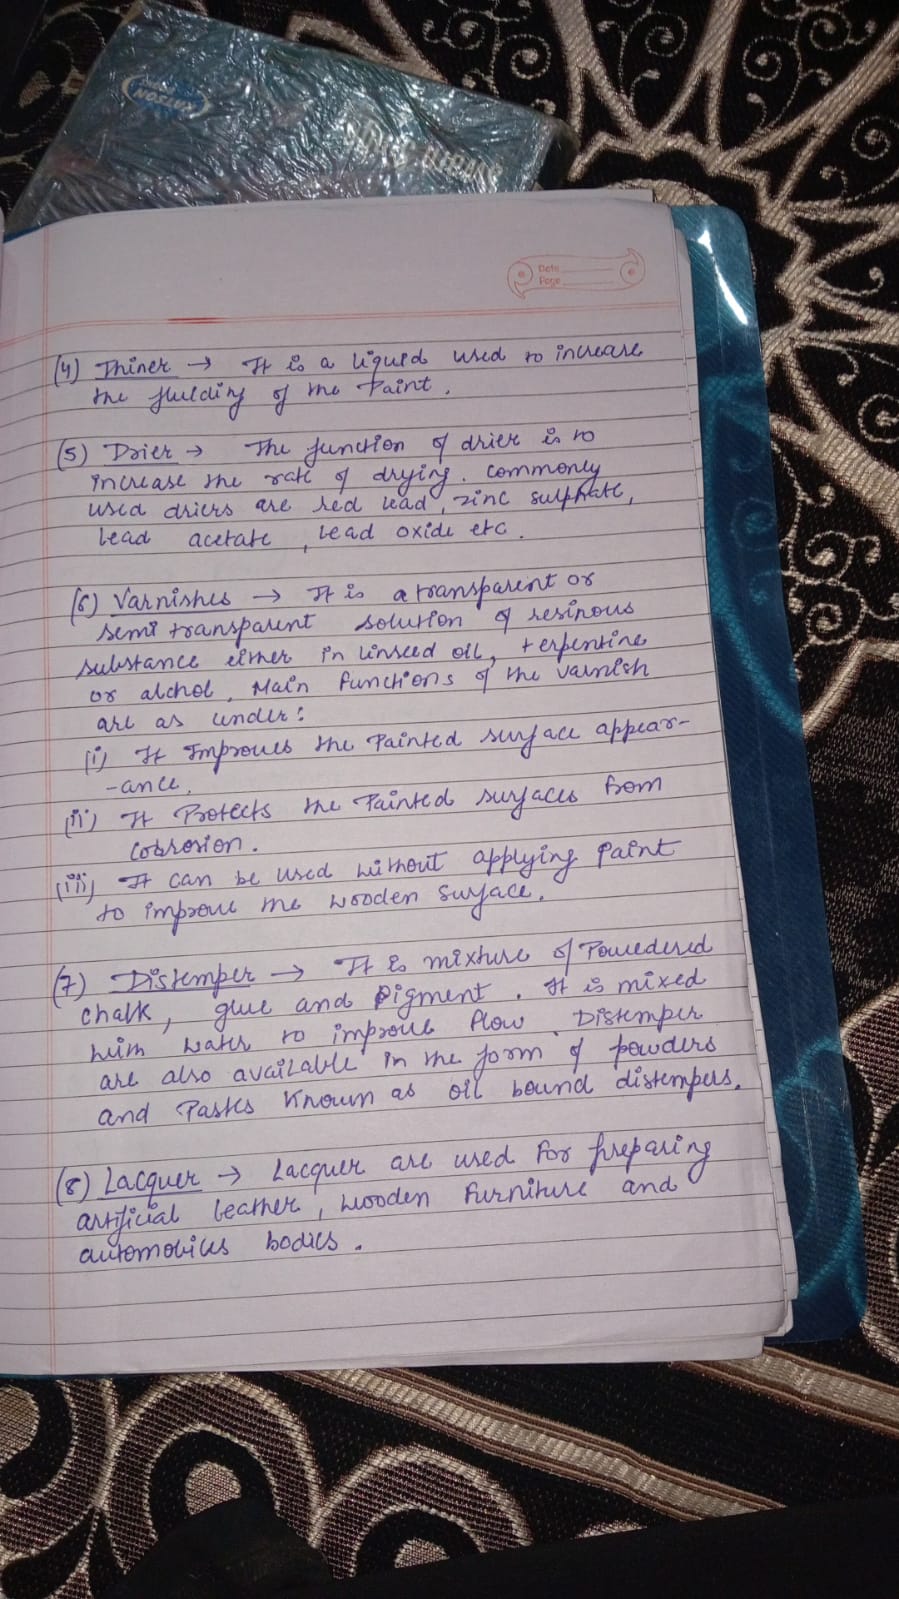 Date
Page
(4) Thiner → It is a liquid used to increase
the fluiding of the Paint.
(5) Drier → The function of drier is to
increase the rate of drying. commonly
used driers are red lead, zinc sulphate,
lead acetate, lead oxide etc.
(6) Varnishes → It is a transparent or
semi transparent solution of resinous
substance either in linseed oil, terpentine
or alchol. Main functions of the varnish
are as under:
(i) It Improves the Painted surface appear-
-ance.
(ii) It Protects the Painted surfaces from
corrosion.
(iii) It can be used without applying paint
to improve the wooden surface.
(7) Distemper → It is mixture of Powedered
chalk, glue and pigment. It is mixed
with water to improve flow. Distemper
are also available in the form of powders
and Pastes known as oil bound distempers.
(8) Lacquer → Lacquer are used for preparing
artificial leather, wooden furniture and
automobiles bodies.